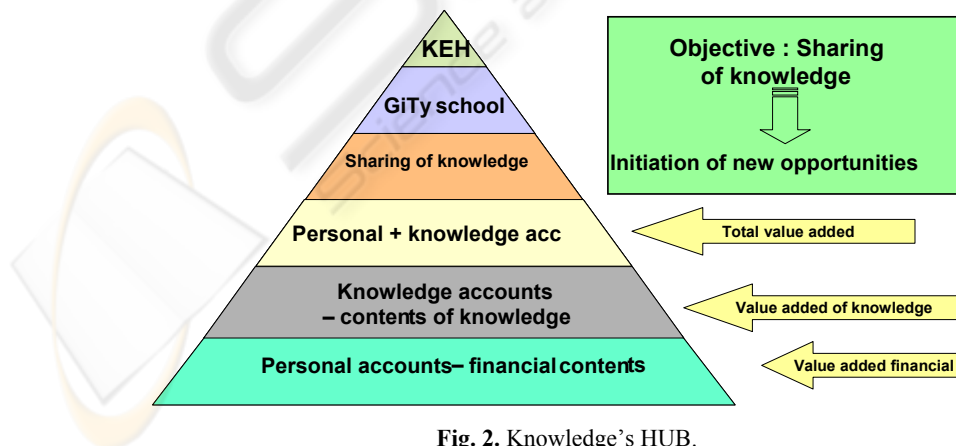 KEH
GiTy school
Sharing of knowledge
Personal + knowledge acc
Knowledge accounts
– contents of knowledge
Personal accounts– financial contents
Objective : Sharing
of knowledge
Initiation of new opportunities
Total value added
Value added of knowledge
Value added financial
Fig. 2. Knowledge's HUB.